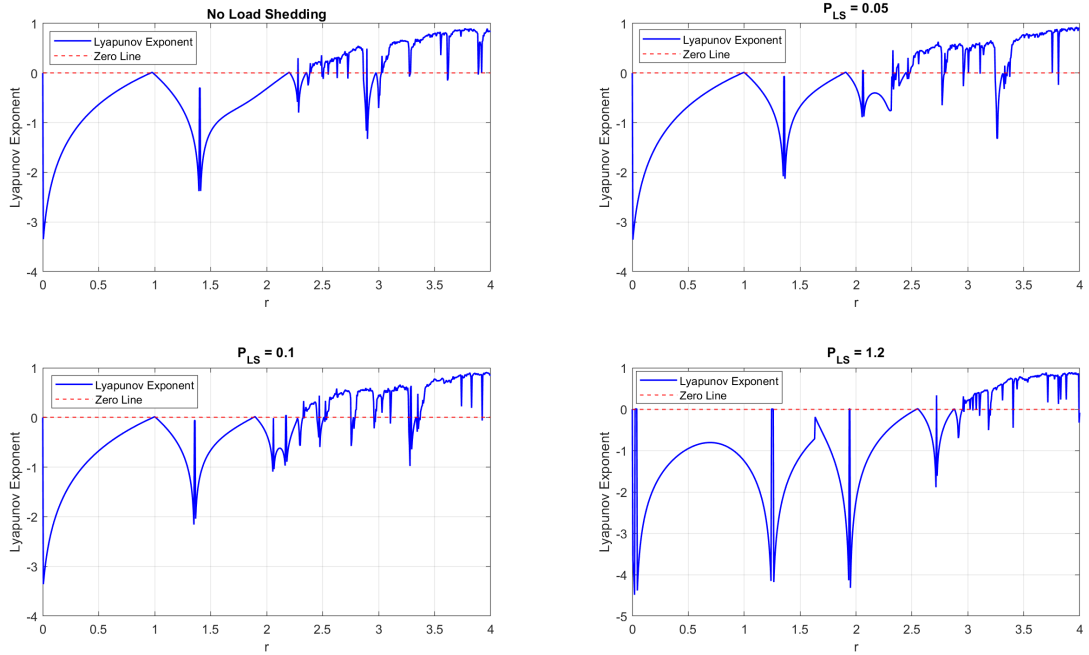 No Load Shedding
Lyapunov Exponent
Zero Line
1
0
-1
-2
-3
-4
Lyapunov Exponent
0 0.5 1 1.5 2 2.5 3 3.5 4
r
P_LS = 0.05
Lyapunov Exponent
Zero Line
1
0
-1
-2
-3
-4
Lyapunov Exponent
0 0.5 1 1.5 2 2.5 3 3.5 4
r
P_LS = 0.1
Lyapunov Exponent
Zero Line
1
0
-1
-2
-3
-4
Lyapunov Exponent
0 0.5 1 1.5 2 2.5 3 3.5 4
r
P_LS = 1.2
Lyapunov Exponent
Zero Line
1
0
-1
-2
-3
-4
-5
Lyapunov Exponent
0 0.5 1 1.5 2 2.5 3 3.5 4
r